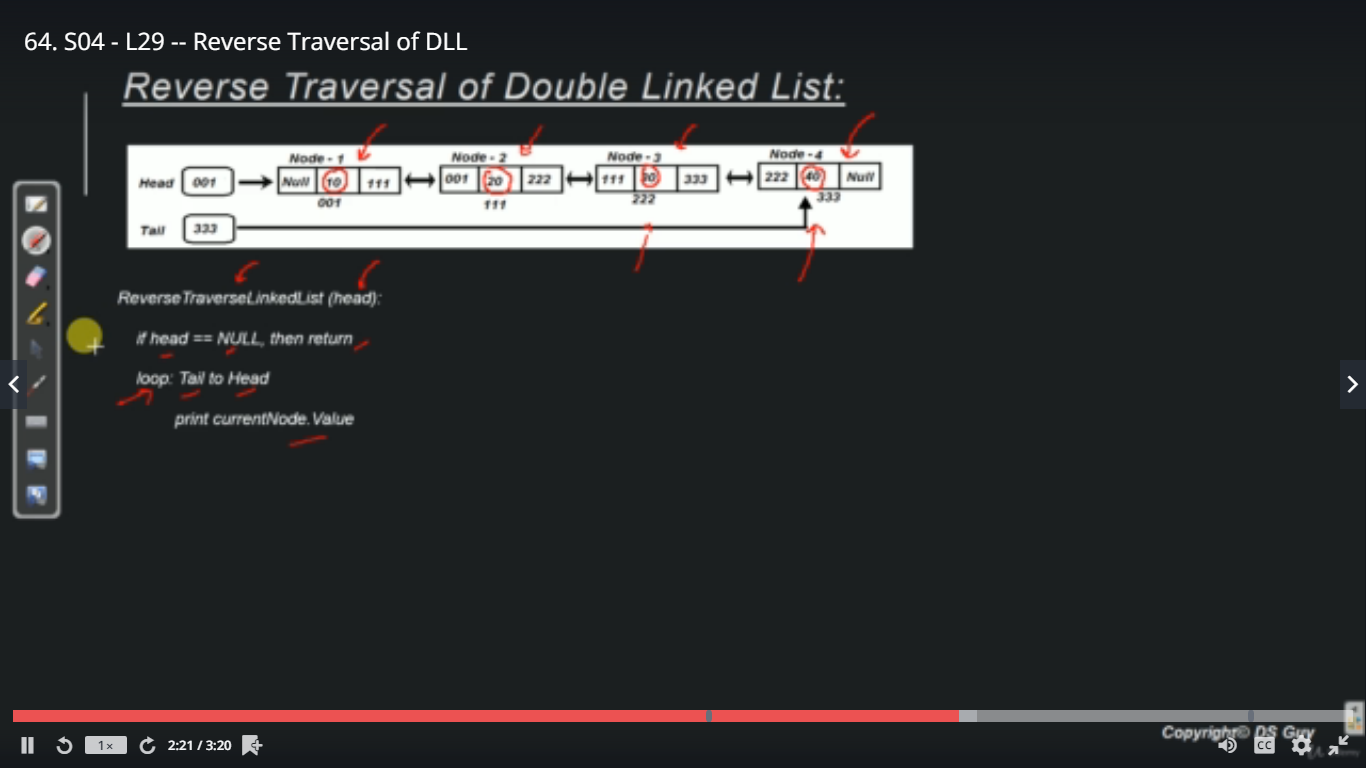 64. S04 - L29 -- Reverse Traversal of DLL
Reverse Traversal of Double Linked List:
Node - 1 Node - 2 Node - 3 Node -4
Head 001 Null 10 111 001 20 222 111 30 333 222 40 Null
001 111 222 333
Tail 333
ReverseTraverseLinkedList (head):
if head == NULL, then return
loop: Tail to Head
print currentNode.Value
Copyright© DS Guy
1x 2:21 / 3:20 CC